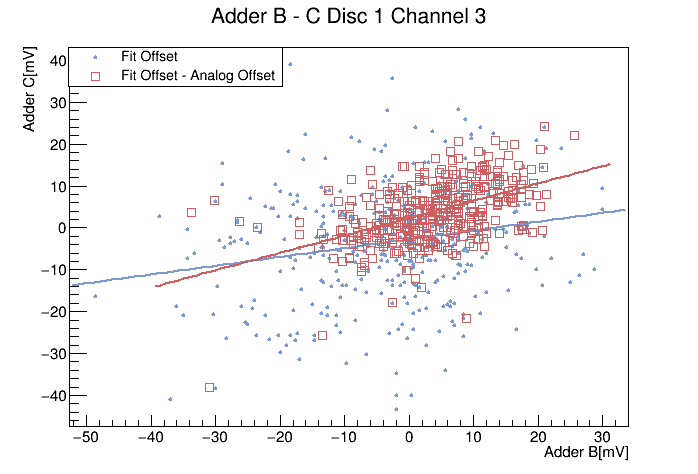 Adder B - C Disc 1 Channel 3
Adder C[mV]
Fit Offset
Fit Offset - Analog Offset
40
30
20
10
0
−10
−20
−30
−40
−50 −40 −30 −20 −10 0 10 20 30
Adder B[mV]